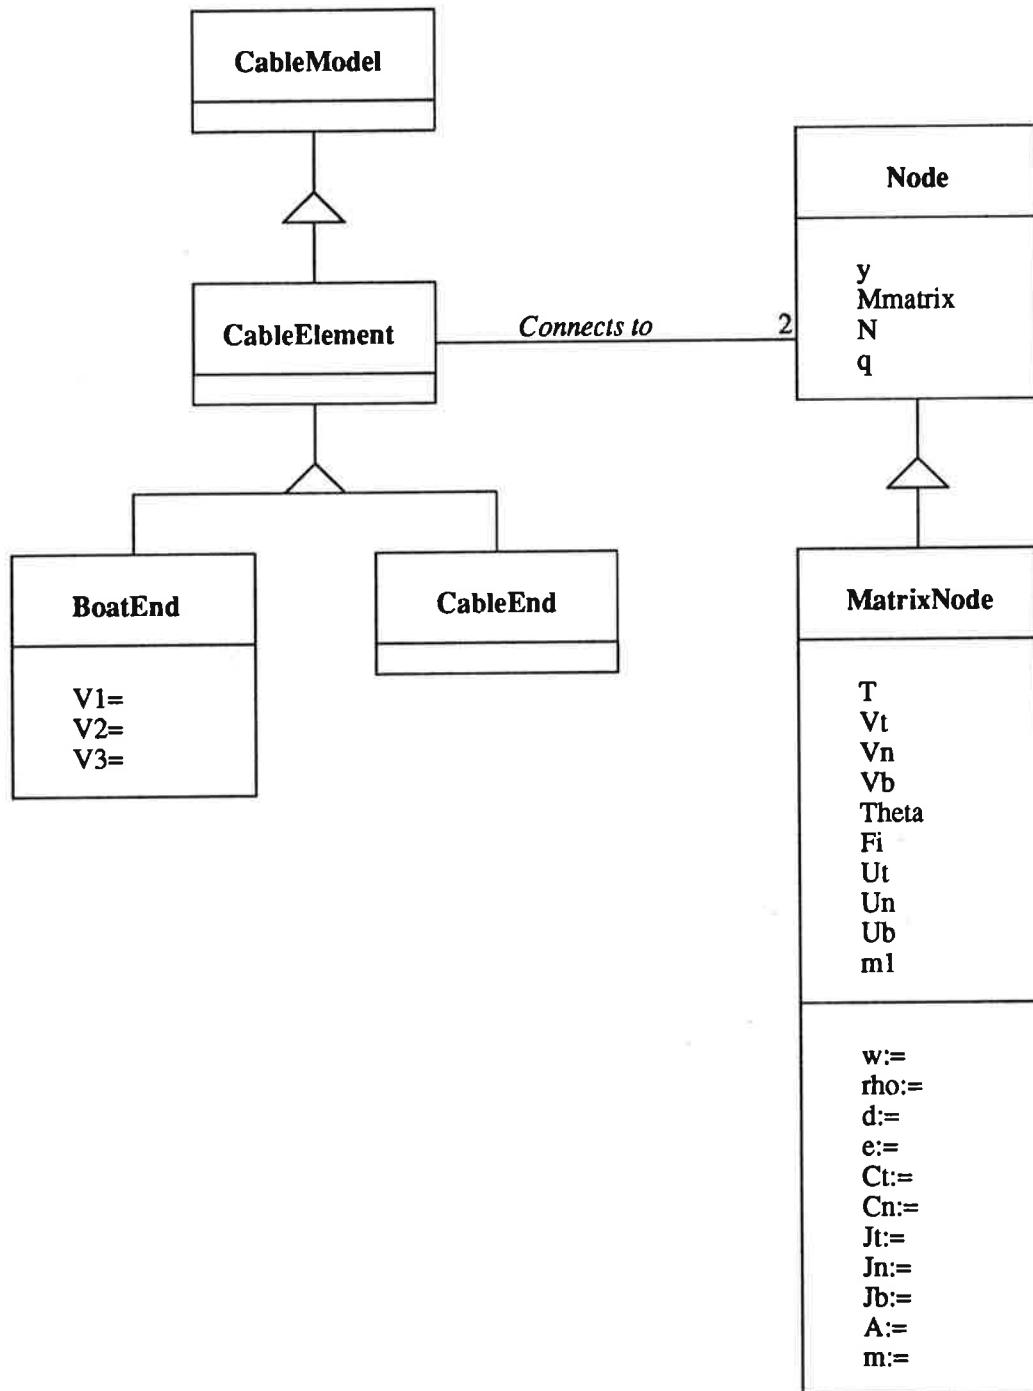 CableModel
Node
y
Mmatrix
N
q
CableElement
Connects to
2
BoatEnd
V1=
V2=
V3=
CableEnd
MatrixNode
T
Vt
Vn
Vb
Theta
Fi
Ut
Un
Ub
m1
w:=
rho:=
d:=
e:=
Ct:=
Cn:=
Jt:=
Jn:=
Jb:=
A:=
m:=